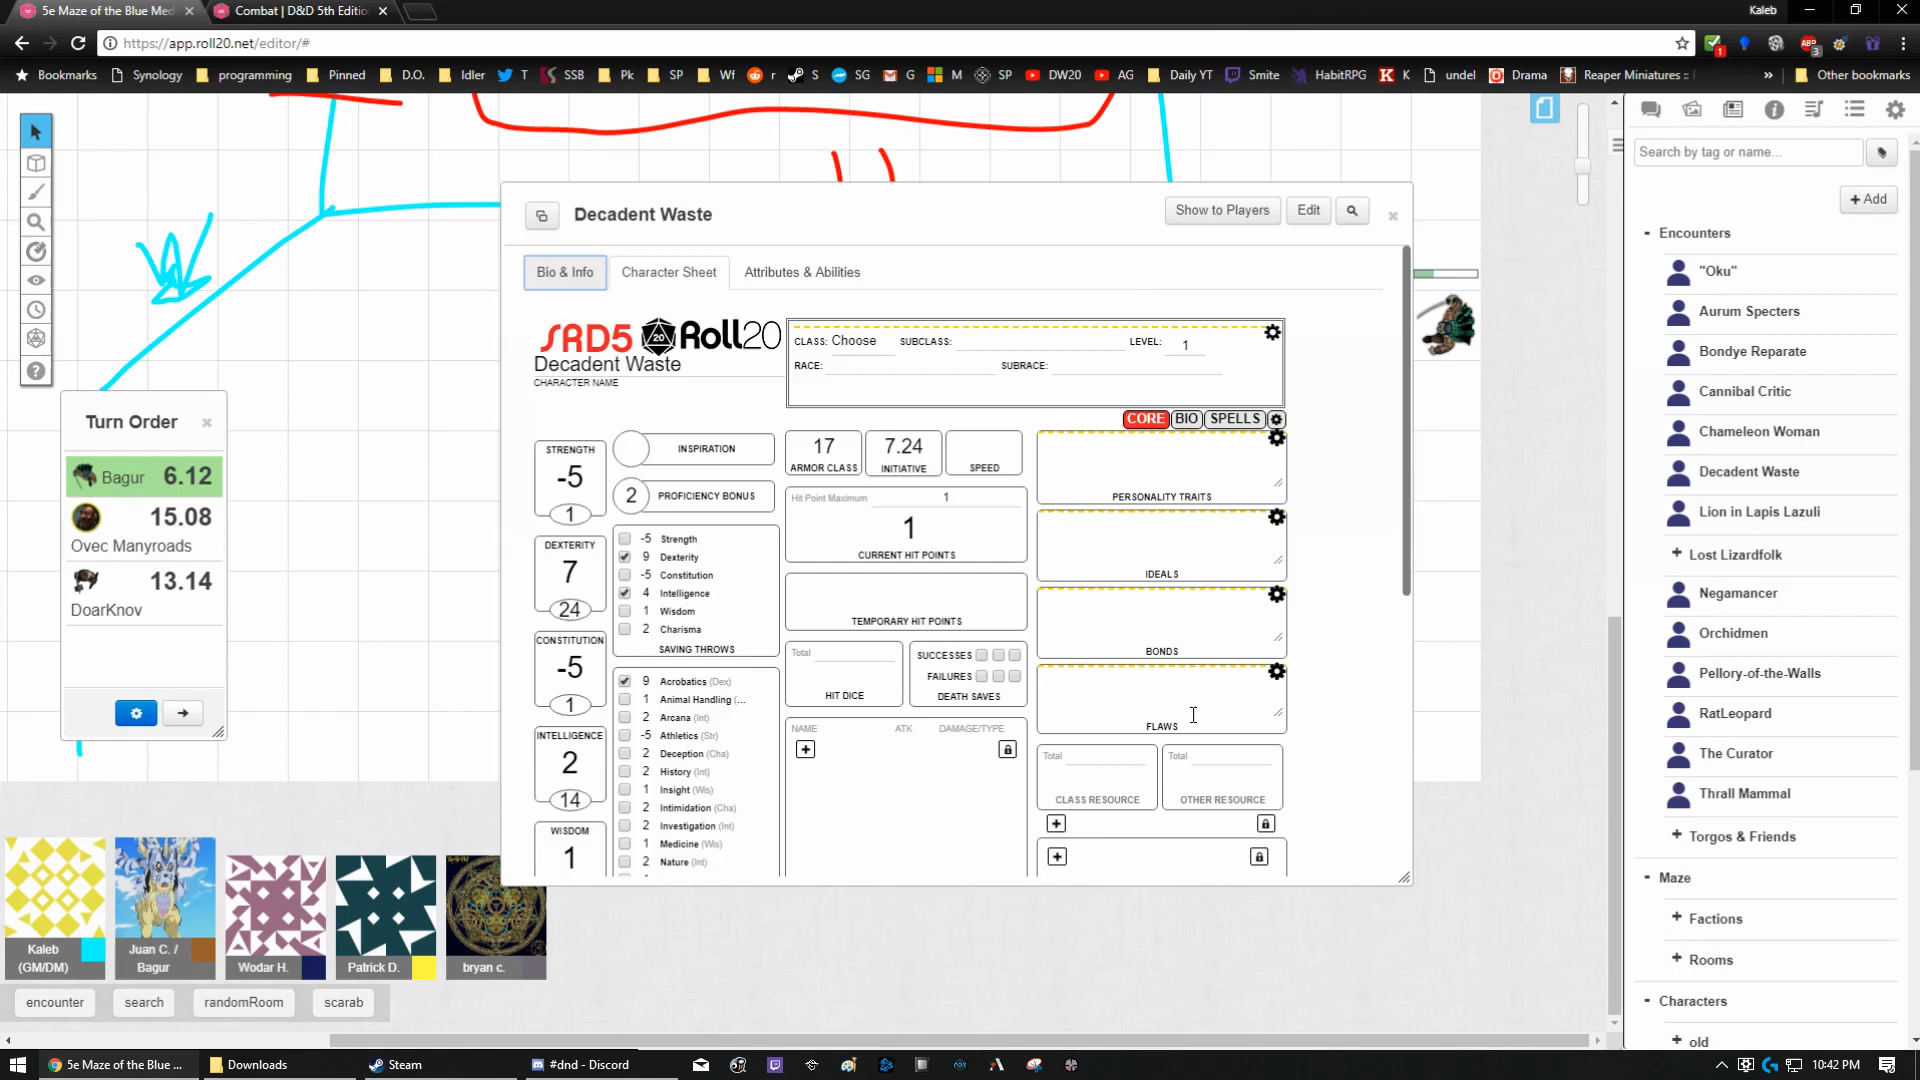 5e Maze of the Blue Med
Combat | D&D 5th Editio
Kaleb
https://app.roll20.net/editor/#
Bookmarks
Synology
programming
Pinned
D.O.
Idler
T
SSB
Pk
SP
Wf
r
S
SG
G
M
SP
DW20
AG
Daily YT
Smite
HabitRPG
K
undel
Drama
Reaper Miniatures ::
Other bookmarks
Search by tag or name...
+ Add
Decadent Waste
Show to Players
Edit
Bio & Info
Character Sheet
Attributes & Abilities
SRD5 20 Roll20
CLASS: Choose
SUBCLASS:
LEVEL: 1
Decadent Waste
RACE:
SUBRACE:
CHARACTER NAME
CORE
BIO
SPELLS
STRENGTH
-5
1
DEXTERITY
7
24
CONSTITUTION
-5
1
INTELLIGENCE
2
14
WISDOM
1
INSPIRATION
2 PROFICIENCY BONUS
-5 Strength
9 Dexterity
-5 Constitution
4 Intelligence
1 Wisdom
2 Charisma
SAVING THROWS
9 Acrobatics (Dex)
1 Animal Handling (...
2 Arcana (Int)
-5 Athletics (Str)
2 Deception (Cha)
2 History (Int)
1 Insight (Wis)
2 Intimidation (Cha)
2 Investigation (Int)
1 Medicine (Wis)
2 Nature (Int)
17
ARMOR CLASS
7.24
INITIATIVE
SPEED
Hit Point Maximum 1
1
CURRENT HIT POINTS
TEMPORARY HIT POINTS
Total
HIT DICE
SUCCESSES
FAILURES
DEATH SAVES
NAME
ATK
DAMAGE/TYPE
PERSONALITY TRAITS
IDEALS
BONDS
FLAWS
Total
CLASS RESOURCE
Total
OTHER RESOURCE
Turn Order
Bagur 6.12
15.08
Ovec Manyroads
13.14
DoarKnov
Encounters
"Oku"
Aurum Specters
Bondye Reparate
Cannibal Critic
Chameleon Woman
Decadent Waste
Lion in Lapis Lazuli
Lost Lizardfolk
Negamancer
Orchidmen
Pellory-of-the-Walls
RatLeopard
The Curator
Thrall Mammal
Torgos & Friends
Maze
Factions
Rooms
Characters
old
Kaleb
(GM/DM)
Juan C. /
Bagur
Wodar H.
Patrick D.
bryan c.
encounter
search
randomRoom
scarab
5e Maze of the Blue ...
Downloads
Steam
#dnd - Discord
10:42 PM